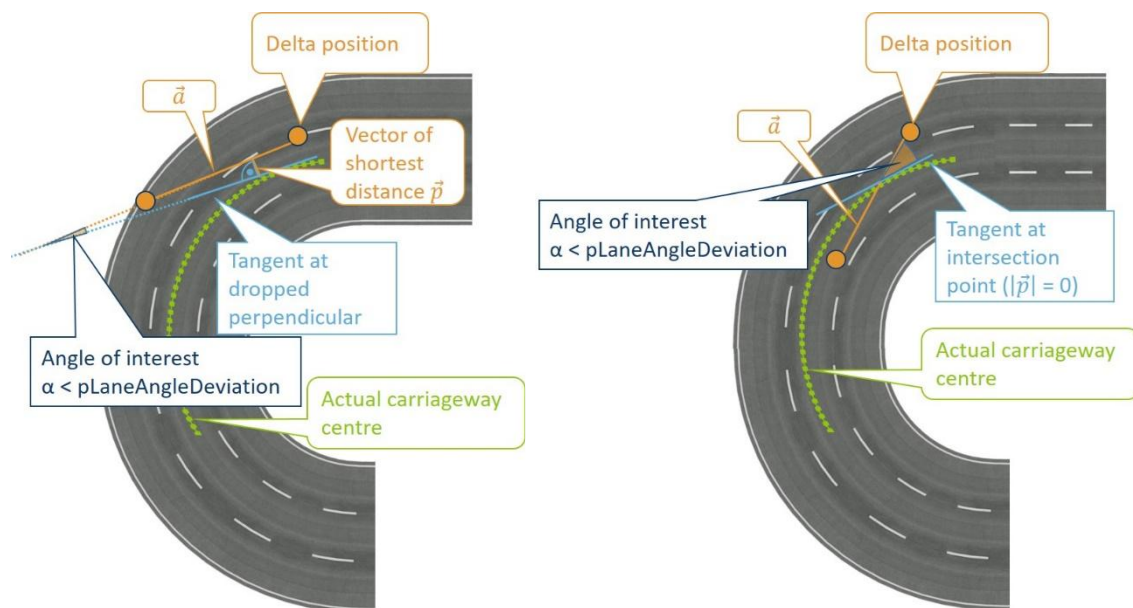 Delta position
𝑎⃗
Vector of
shortest
distance 𝑝⃗
Tangent at
dropped
perpendicular
Angle of interest
α < pLaneAngleDeviation
Actual carriageway
centre
Delta position
𝑎⃗
Angle of interest
α < pLaneAngleDeviation
Tangent at
intersection
point (|𝑝⃗| = 0)
Actual carriageway
centre